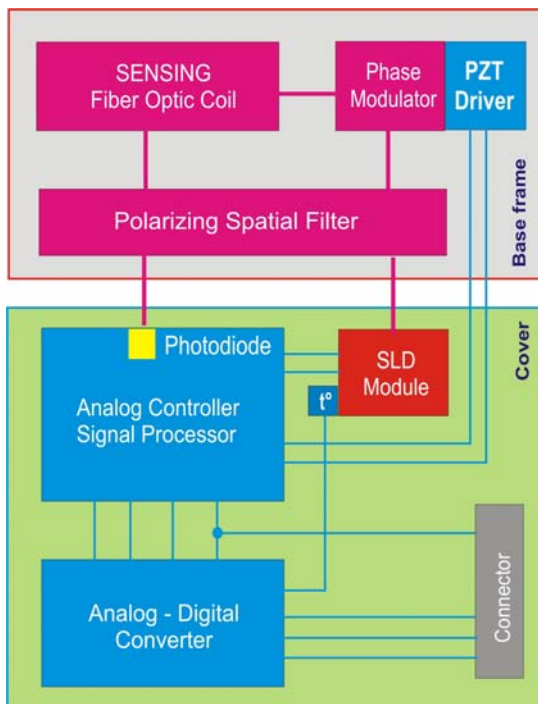 SENSING
Fiber Optic Coil
Phase
Modulator
PZT
Driver
Polarizing Spatial Filter
Base frame
Photodiode
Analog Controller
Signal Processor
SLD
Module
t°
Cover
Analog - Digital
Converter
Connector